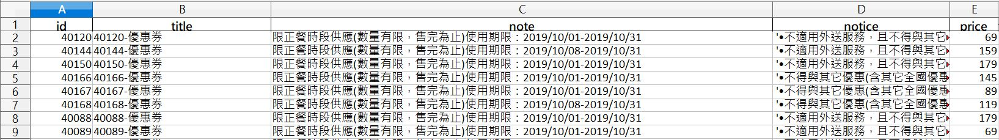 A B C D E
1 id title note notice price
2 40120 40120-優惠券 限正餐時段供應(數量有限，售完為止)使用期限：2019/10/01-2019/10/31 '•不適用外送服務，且不得與其它 69
3 40144 40144-優惠券 限正餐時段供應(數量有限，售完為止)使用期限：2019/10/08-2019/10/31 '•不適用外送服務，且不得與其它 159
4 40150 40150-優惠券 限正餐時段供應(數量有限，售完為止)使用期限：2019/10/01-2019/10/31 '•不適用外送服務，且不得與其它 179
5 40166 40166-優惠券 限正餐時段供應(數量有限，售完為止)使用期限：2019/10/01-2019/10/31 '•不得與其它優惠(含其它全國優惠 145
6 40167 40167-優惠券 限正餐時段供應(數量有限，售完為止)使用期限：2019/10/01-2019/10/31 '•不得與其它優惠(含其它全國優惠 89
7 40168 40168-優惠券 限正餐時段供應(數量有限，售完為止)使用期限：2019/10/08-2019/10/31 '•不得與其它優惠(含其它全國優惠 119
8 40088 40088-優惠券 限正餐時段供應(數量有限，售完為止)使用期限：2019/10/01-2019/10/31 '•不適用外送服務，且不得與其它 179
9 40089 40089-優惠券 限正餐時段供應(數量有限，售完為止)使用期限：2019/10/01-2019/10/31 '•不適用外送服務，且不得與其它 69